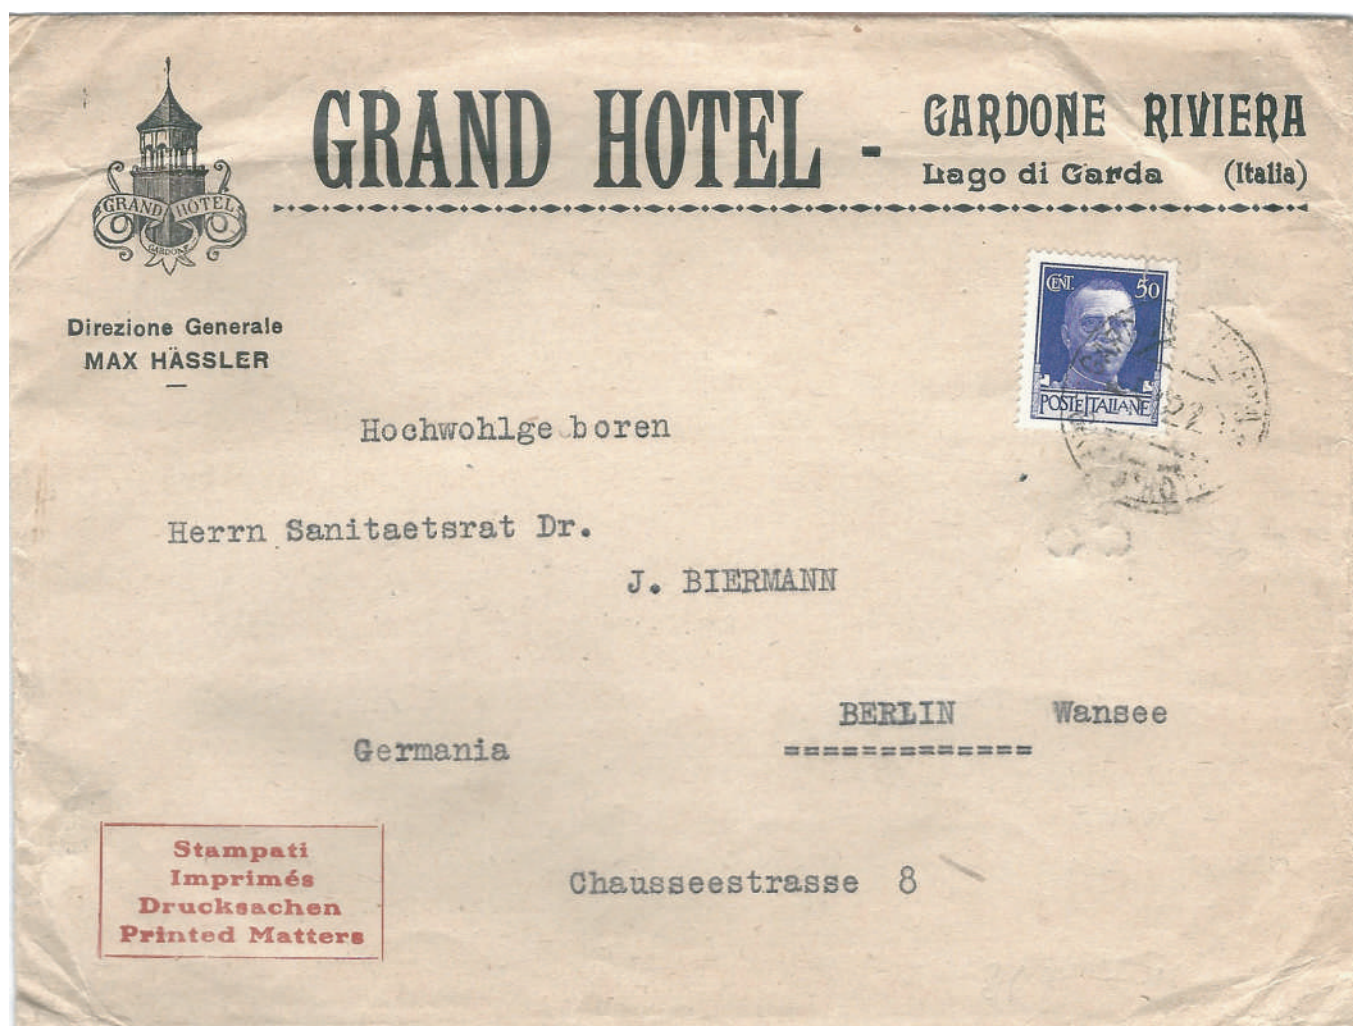 GRAND HOTEL - GARDONE RIVIERA
Lago di Garda (Italia)
GRAND HOTEL
GARDONE
Direzione Generale
MAX HÄSSLER
CENT. 50
POSTE ITALIANE
Hochwohlge boren
Herrn Sanitaetsrat Dr.
J. BIERMANN
BERLIN Wansee
Germania
Chausseestrasse 8
Stampati
Imprimés
Drucksachen
Printed Matters